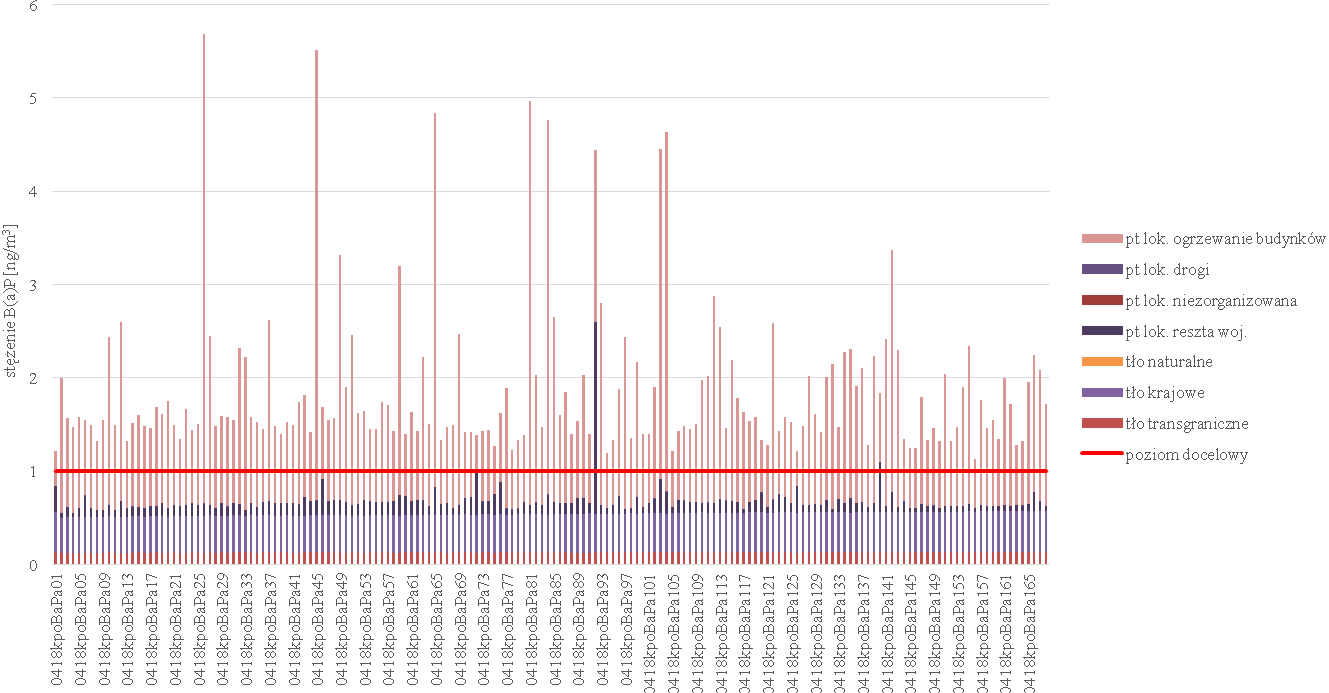 6
5
4
3
2
1
0
stężenie B(a)P [ng/m³]
0418kpoBaPa01
0418kpoBaPa05
0418kpoBaPa09
0418kpoBaPa13
0418kpoBaPa17
0418kpoBaPa21
0418kpoBaPa25
0418kpoBaPa29
0418kpoBaPa33
0418kpoBaPa37
0418kpoBaPa41
0418kpoBaPa45
0418kpoBaPa49
0418kpoBaPa53
0418kpoBaPa57
0418kpoBaPa61
0418kpoBaPa65
0418kpoBaPa69
0418kpoBaPa73
0418kpoBaPa77
0418kpoBaPa81
0418kpoBaPa85
0418kpoBaPa89
0418kpoBaPa93
0418kpoBaPa97
0418kpoBaPa101
0418kpoBaPa105
0418kpoBaPa109
0418kpoBaPa113
0418kpoBaPa117
0418kpoBaPa121
0418kpoBaPa125
0418kpoBaPa129
0418kpoBaPa133
0418kpoBaPa137
0418kpoBaPa141
0418kpoBaPa145
0418kpoBaPa149
0418kpoBaPa153
0418kpoBaPa157
0418kpoBaPa161
0418kpoBaPa165
pt lok. ogrzewanie budynków
pt lok. drogi
pt lok. niezorganizowana
pt lok. reszta woj.
tło naturalne
tło krajowe
tło transgraniczne
poziom docelowy